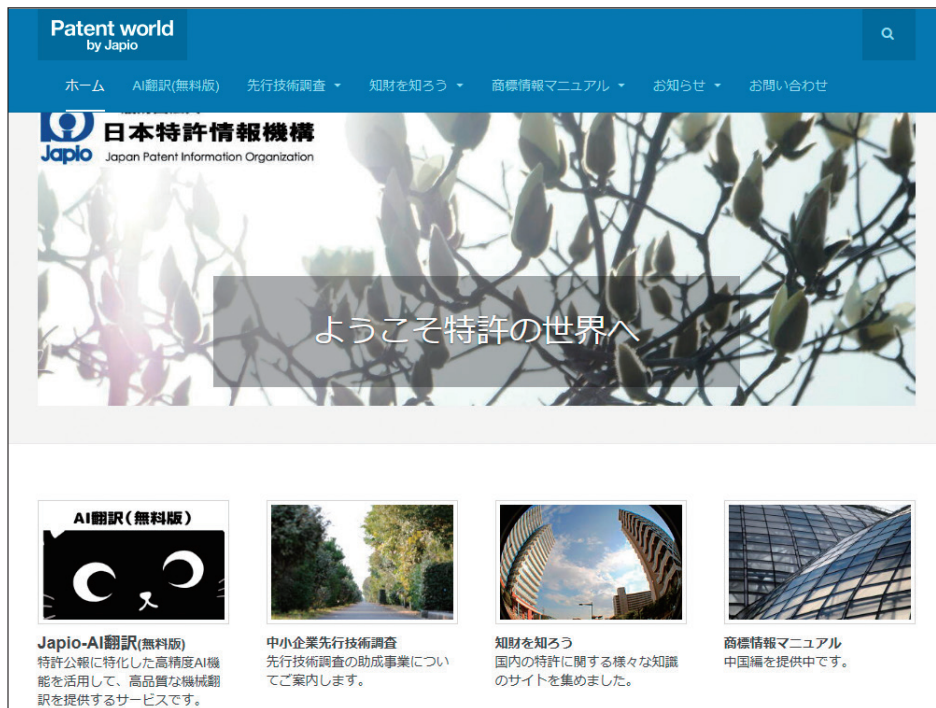 Patent world
by Japio
ホーム AI翻訳(無料版) 先行技術調査 知財を知ろう 商標情報マニュアル お知らせ お問い合わせ
日本特許情報機構
Japio Japan Patent Information Organization
ようこそ特許の世界へ
AI翻訳(無料版)
Japio-AI翻訳(無料版)
特許公報に特化した高精度AI機
能を活用して、高品質な機械翻
訳を提供するサービスです。
中小企業先行技術調査
先行技術調査の助成事業につい
てご案内します。
知財を知ろう
国内の特許に関する様々な知識
のサイトを集めました。
商標情報マニュアル
中国編を提供中です。